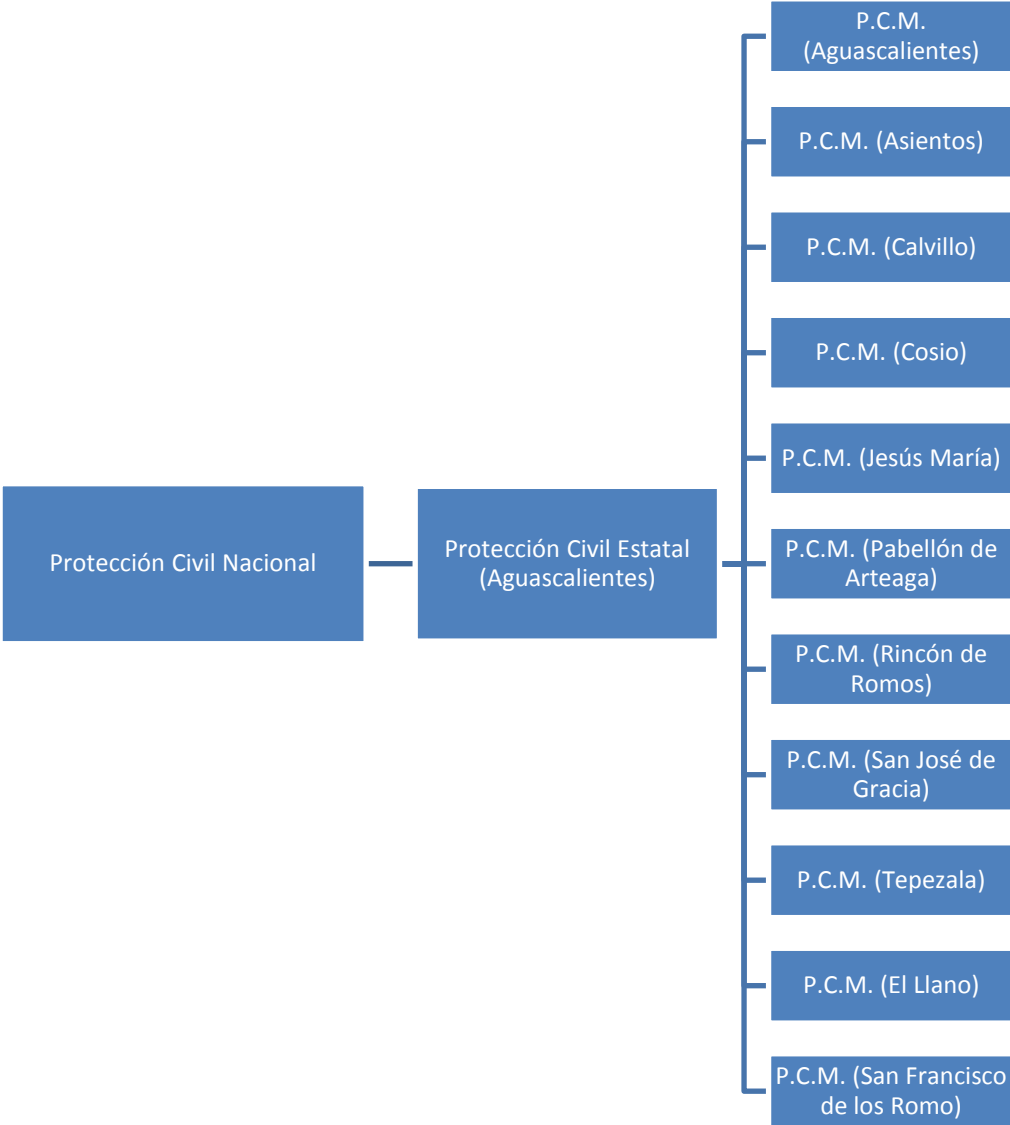 P.C.M.
(Aguascalientes)
P.C.M. (Asientos)
P.C.M. (Calvillo)
P.C.M. (Cosio)
P.C.M. (Jesús María)
Protección Civil Nacional
Protección Civil Estatal
(Aguascalientes)
P.C.M. (Pabellón de
Arteaga)
P.C.M. (Rincón de
Romos)
P.C.M. (San José de
Gracia)
P.C.M. (Tepezala)
P.C.M. (El Llano)
P.C.M. (San Francisco
de los Romo)